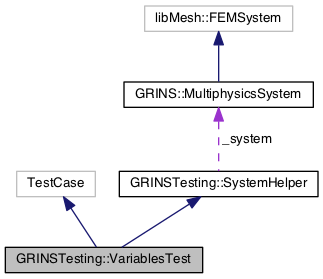 libMesh::FEMSystem
GRINS::MultiphysicsSystem
_system
TestCase
GRINSTesting::SystemHelper
GRINSTesting::VariablesTest